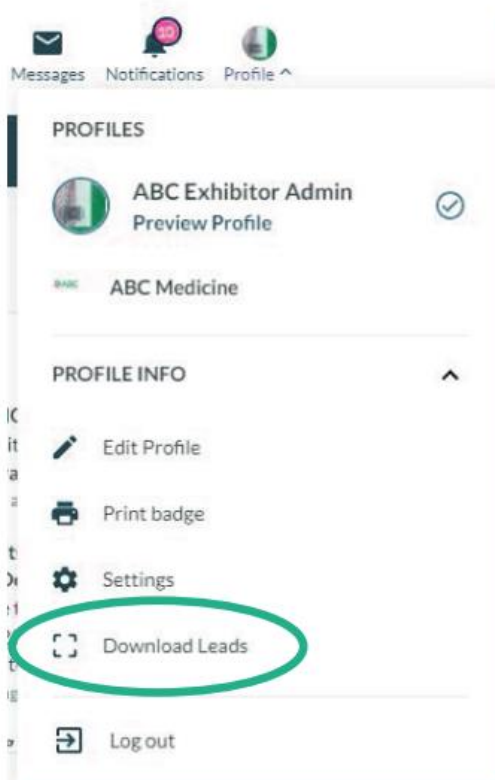 10
Messages Notifications Profile
PROFILES
ABC Exhibitor Admin
Preview Profile
ABC Medicine
PROFILE INFO
Edit Profile
Print badge
Settings
Download Leads
Log out